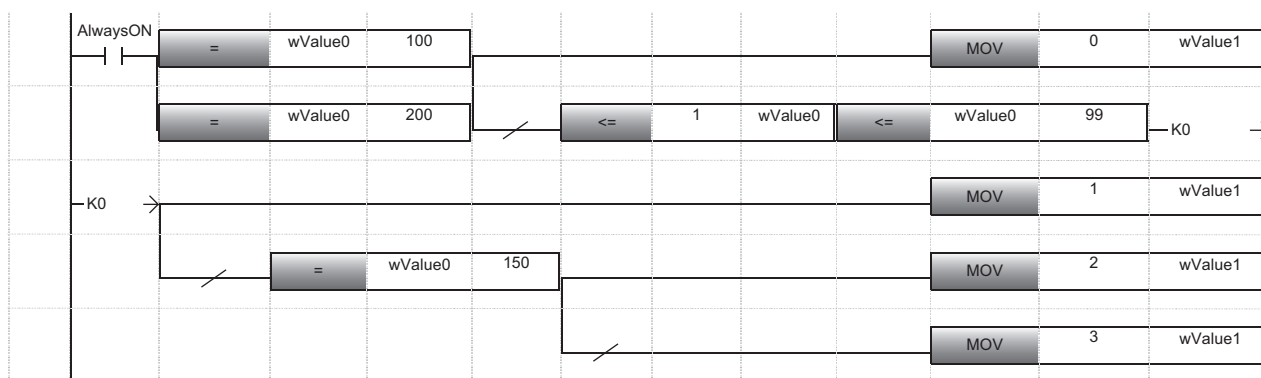 AlwaysON
= wValue0 100 MOV 0 wValue1
= wValue0 200 <= 1 wValue0 <= wValue0 99 K0
K0 MOV 1 wValue1
= wValue0 150 MOV 2 wValue1
MOV 3 wValue1